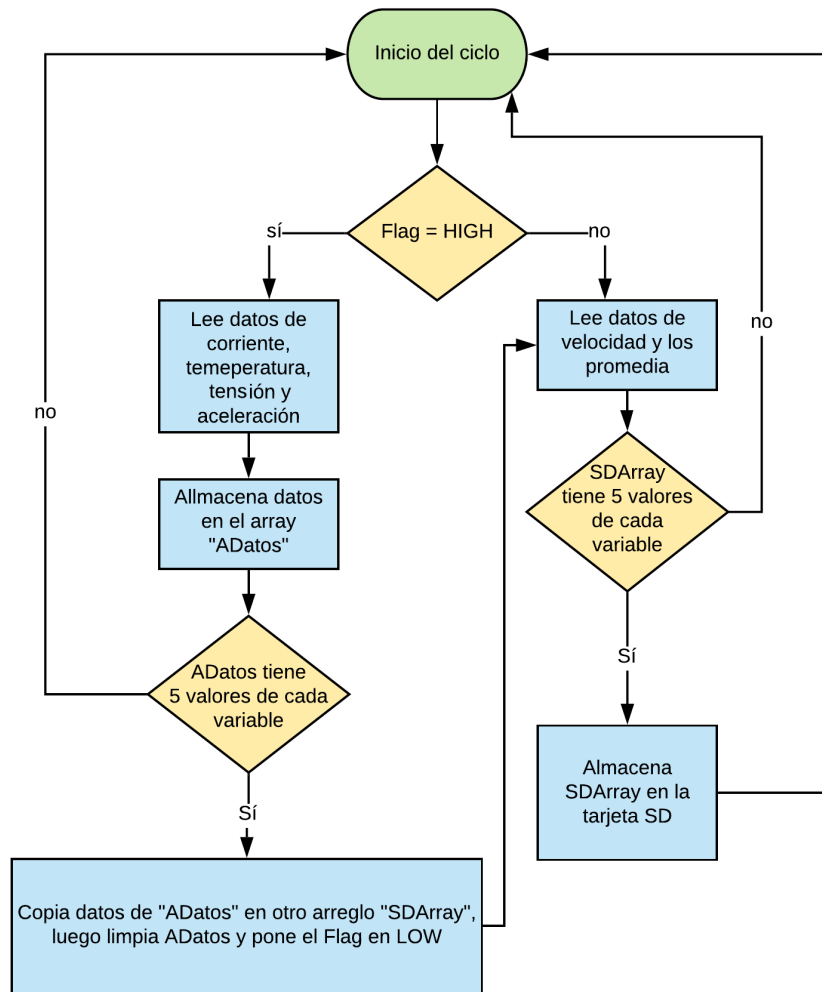 Inicio del ciclo
Flag = HIGH
sí
no
Lee datos de
corriente,
temeperatura,
tensión y
aceleración
Lee datos de
velocidad y los
promedia
no
no
Allmacena datos
en el array
"ADatos"
SDArray
tiene 5 valores
de cada
variable
ADatos tiene
5 valores de cada
variable
Sí
Almacena
SDArray en la
tarjeta SD
Sí
Copia datos de "ADatos" en otro arreglo "SDArray",
luego limpia ADatos y pone el Flag en LOW